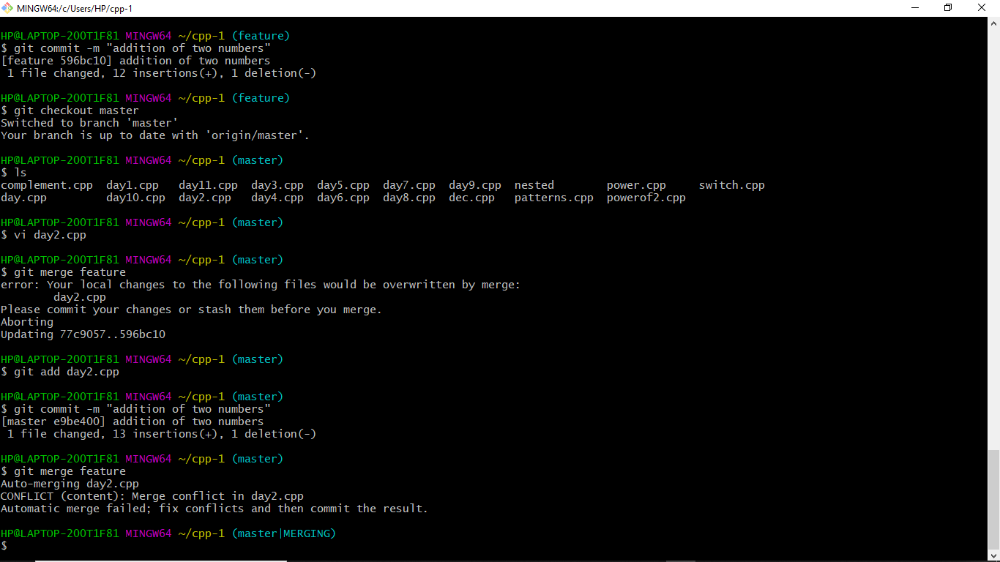 MINGW64:/c/Users/HP/cpp-1
HP@LAPTOP-200T1F81 MINGW64 ~/cpp-1 (feature)
$ git commit -m "addition of two numbers"
[feature 596bc10] addition of two numbers
 1 file changed, 12 insertions(+), 1 deletion(-)
HP@LAPTOP-200T1F81 MINGW64 ~/cpp-1 (feature)
$ git checkout master
Switched to branch 'master'
Your branch is up to date with 'origin/master'.
HP@LAPTOP-200T1F81 MINGW64 ~/cpp-1 (master)
$ ls
complement.cpp  day1.cpp   day11.cpp  day3.cpp  day5.cpp  day7.cpp  day9.cpp  nested        power.cpp     switch.cpp
day.cpp         day10.cpp  day2.cpp   day4.cpp  day6.cpp  day8.cpp  dec.cpp   patterns.cpp  powerof2.cpp
HP@LAPTOP-200T1F81 MINGW64 ~/cpp-1 (master)
$ vi day2.cpp
HP@LAPTOP-200T1F81 MINGW64 ~/cpp-1 (master)
$ git merge feature
error: Your local changes to the following files would be overwritten by merge:
        day2.cpp
Please commit your changes or stash them before you merge.
Aborting
Updating 77c9057..596bc10
HP@LAPTOP-200T1F81 MINGW64 ~/cpp-1 (master)
$ git add day2.cpp
HP@LAPTOP-200T1F81 MINGW64 ~/cpp-1 (master)
$ git commit -m "addition of two numbers"
[master e9be400] addition of two numbers
 1 file changed, 13 insertions(+), 1 deletion(-)
HP@LAPTOP-200T1F81 MINGW64 ~/cpp-1 (master)
$ git merge feature
Auto-merging day2.cpp
CONFLICT (content): Merge conflict in day2.cpp
Automatic merge failed; fix conflicts and then commit the result.
HP@LAPTOP-200T1F81 MINGW64 ~/cpp-1 (master|MERGING)
$